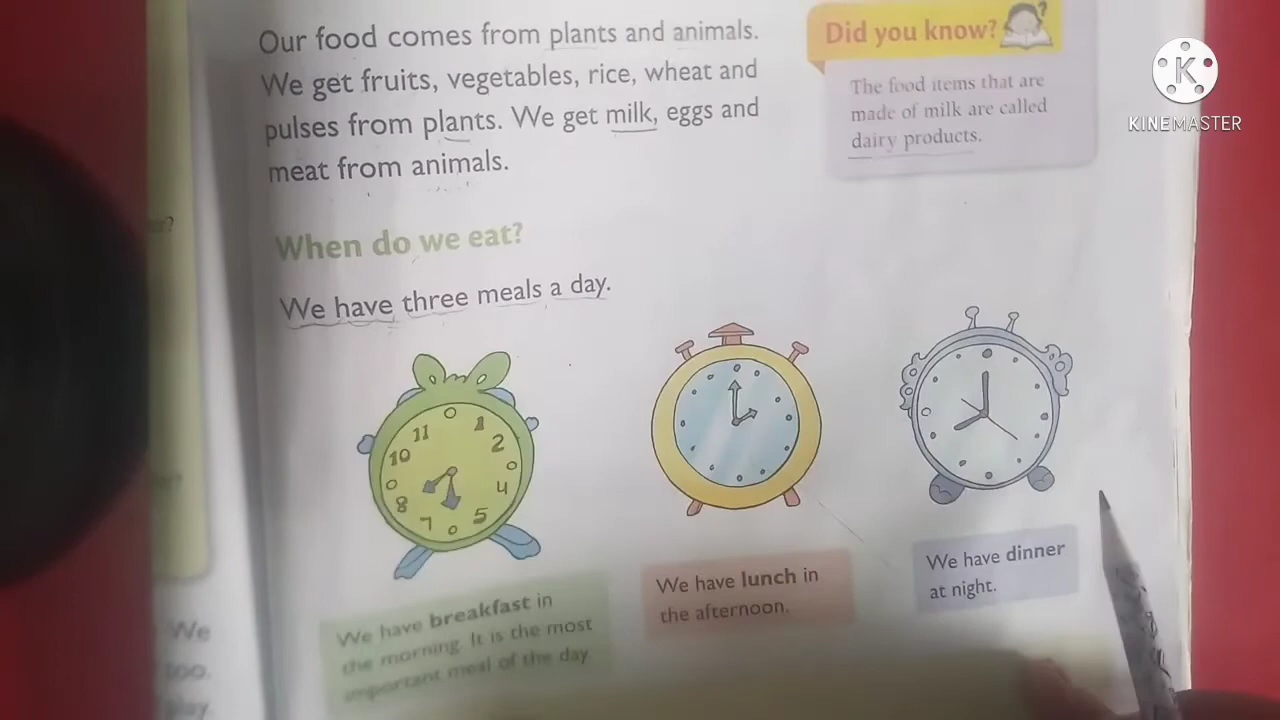 Our food comes from plants and animals.
We get fruits, vegetables, rice, wheat and
pulses from plants. We get milk, eggs and
meat from animals.
Did you know?
The food items that are
made of milk are called
dairy products.
K
KINEMASTER
When do we eat?
We have three meals a day.
11
1
10
2
8
4
7
5
We have breakfast in
the morning. It is the most
important meal of the day
We have lunch in
the afternoon.
We have dinner
at night.
We
too.